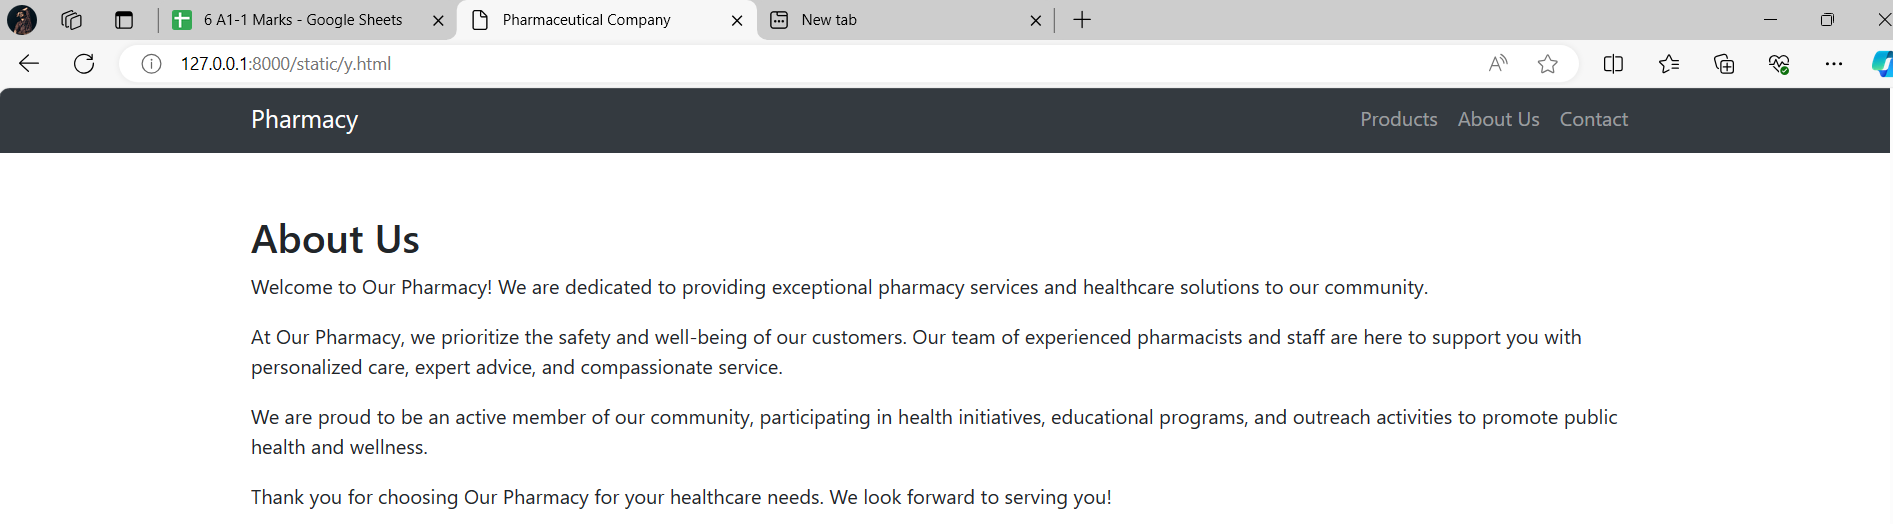 6 A1-1 Marks - Google Sheets
Pharmaceutical Company
New tab
127.0.0.1:8000/static/y.html
Pharmacy
Products About Us Contact
About Us
Welcome to Our Pharmacy! We are dedicated to providing exceptional pharmacy services and healthcare solutions to our community.
At Our Pharmacy, we prioritize the safety and well-being of our customers. Our team of experienced pharmacists and staff are here to support you with
personalized care, expert advice, and compassionate service.
We are proud to be an active member of our community, participating in health initiatives, educational programs, and outreach activities to promote public
health and wellness.
Thank you for choosing Our Pharmacy for your healthcare needs. We look forward to serving you!